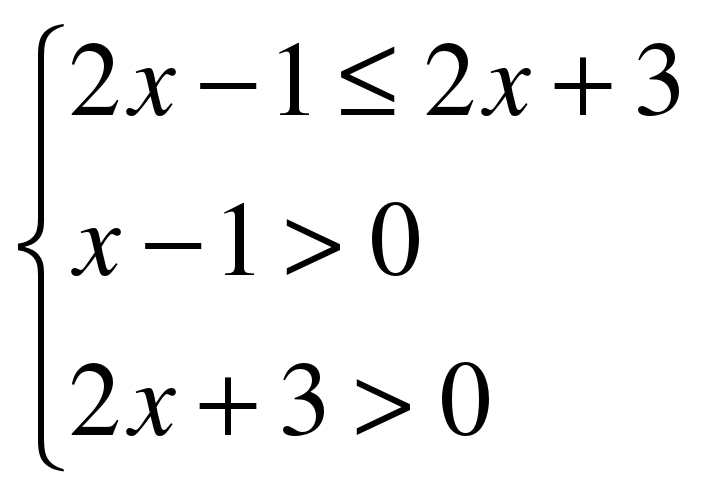 2x − 1 ≤ 2x + 3
x − 1 > 0
2x + 3 > 0